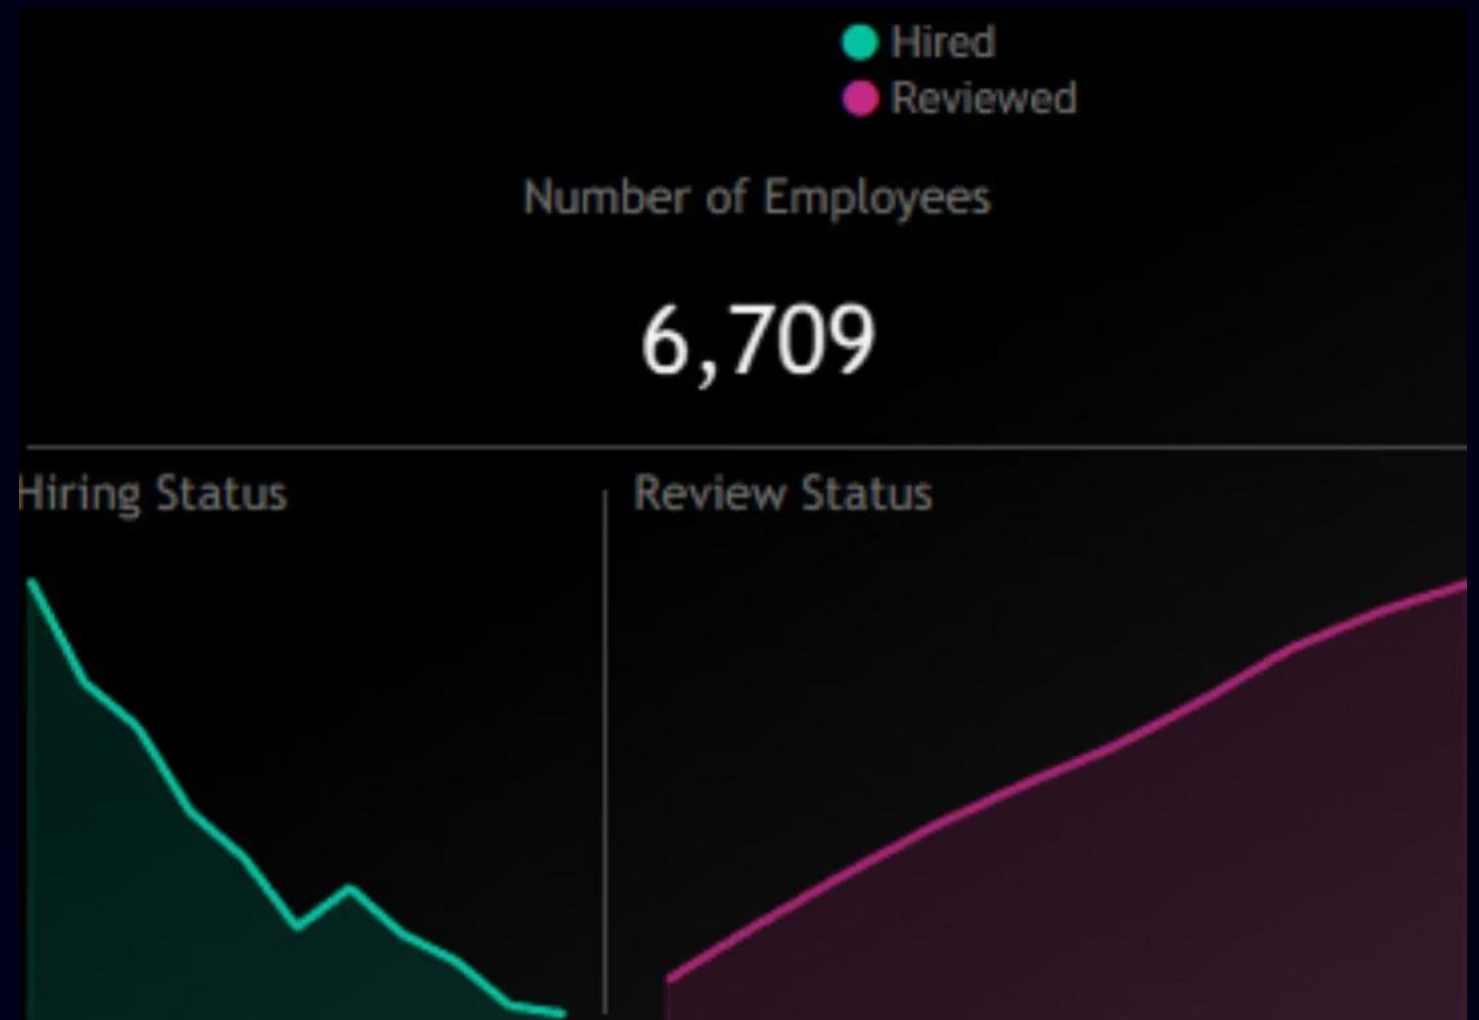 Hired
Reviewed
Number of Employees
6,709
Hiring Status
Review Status